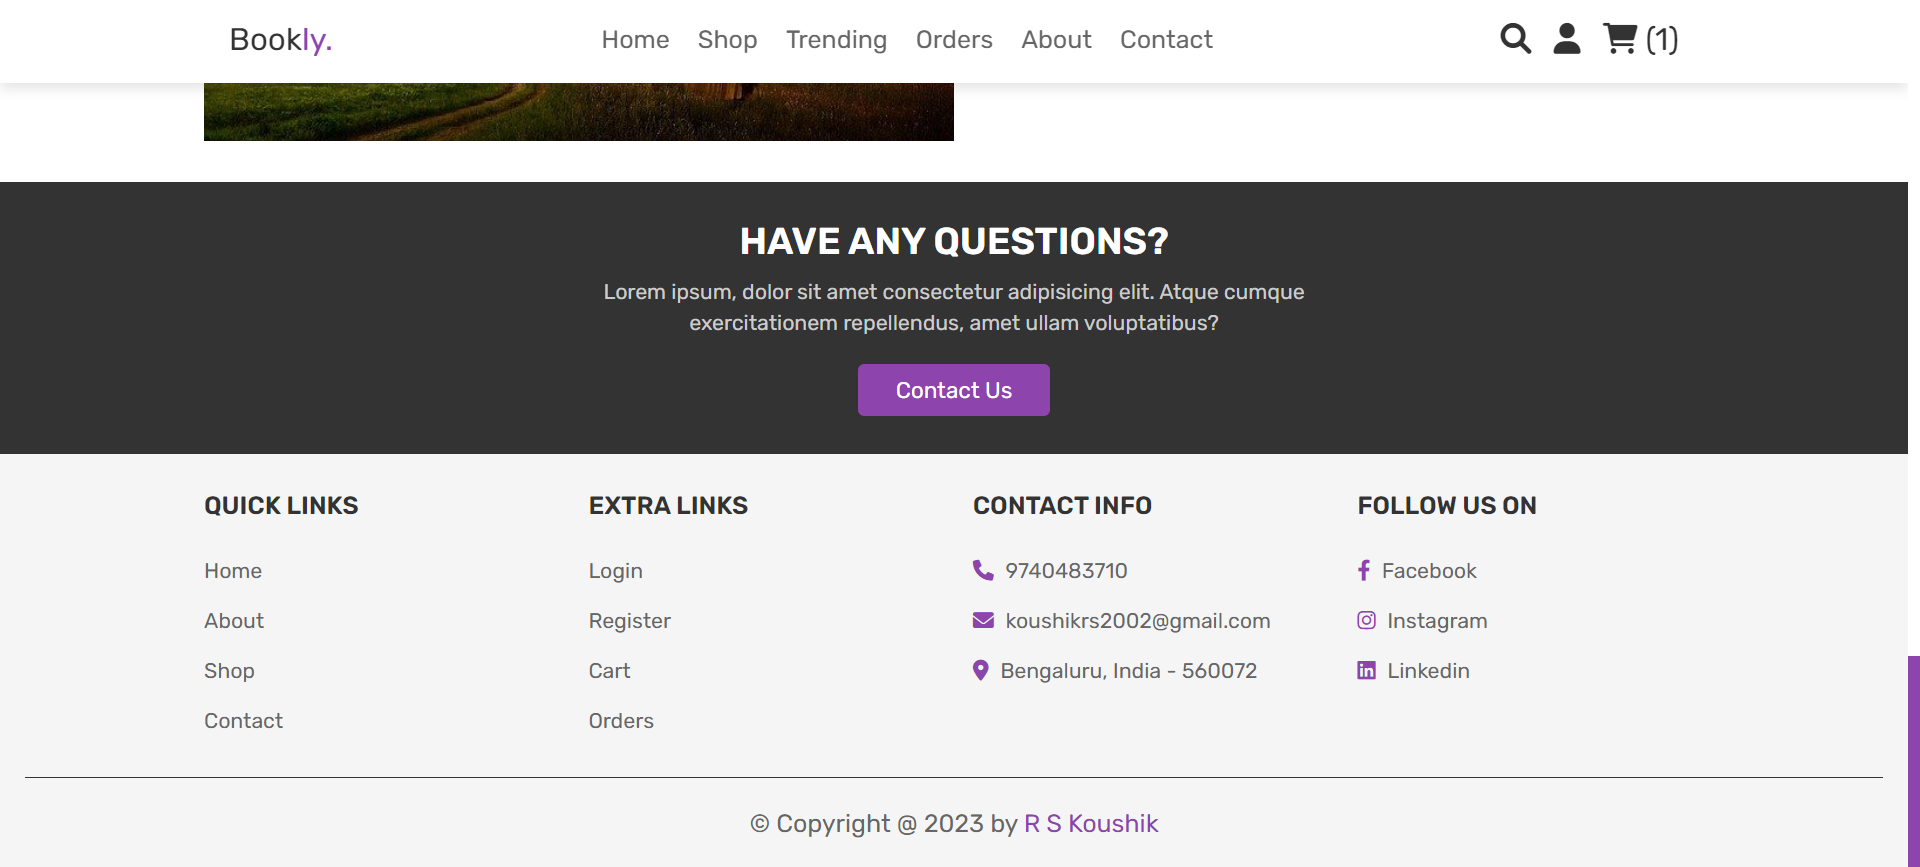 Bookly.
Home Shop Trending Orders About Contact
(1)
HAVE ANY QUESTIONS?
Lorem ipsum, dolor sit amet consectetur adipisicing elit. Atque cumque
exercitationem repellendus, amet ullam voluptatibus?
Contact Us
QUICK LINKS
Home
About
Shop
Contact
EXTRA LINKS
Login
Register
Cart
Orders
CONTACT INFO
9740483710
koushikrs2002@gmail.com
Bengaluru, India - 560072
FOLLOW US ON
Facebook
Instagram
Linkedin
© Copyright @ 2023 by R S Koushik